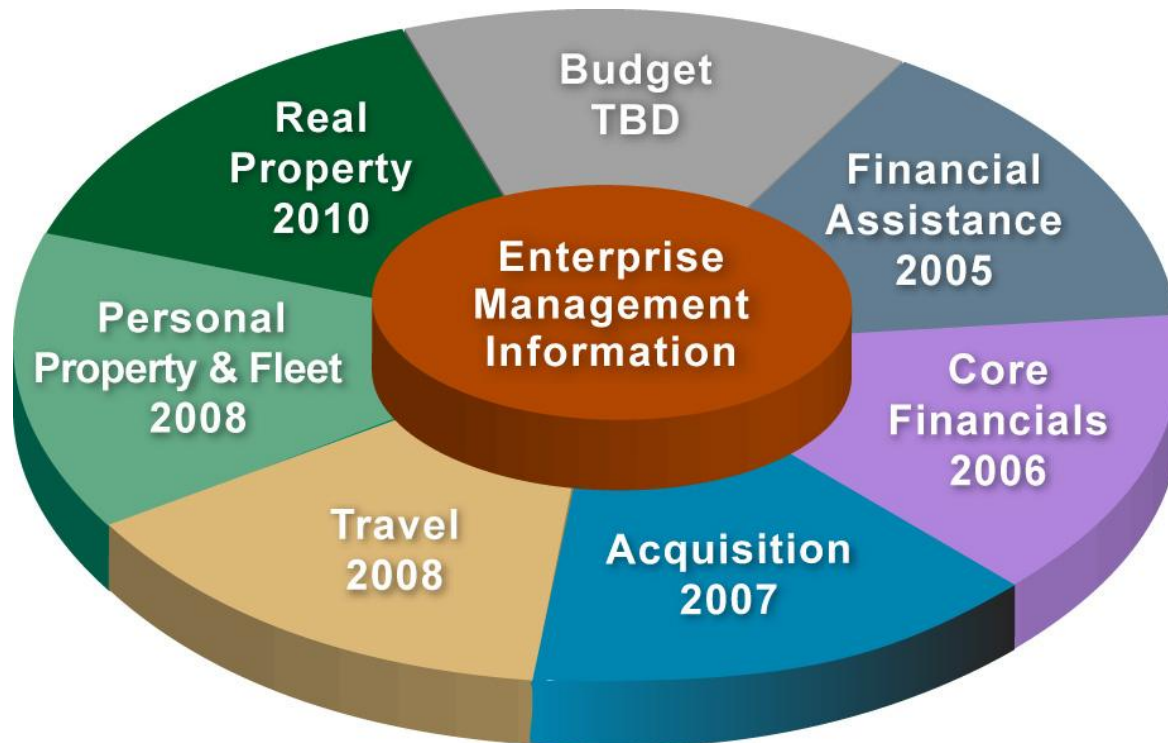 Budget
TBD
Financial
Assistance
2005
Core
Financials
2006
Acquisition
2007
Travel
2008
Personal
Property & Fleet
2008
Real
Property
2010
Enterprise
Management
Information